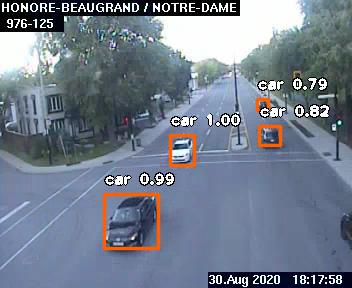 HONORE-BEAUGRAND / NOTRE-DAME
976-125
car 0.79
car 0.82
car 1.00
car 0.99
30.Aug 2020 18:17:58